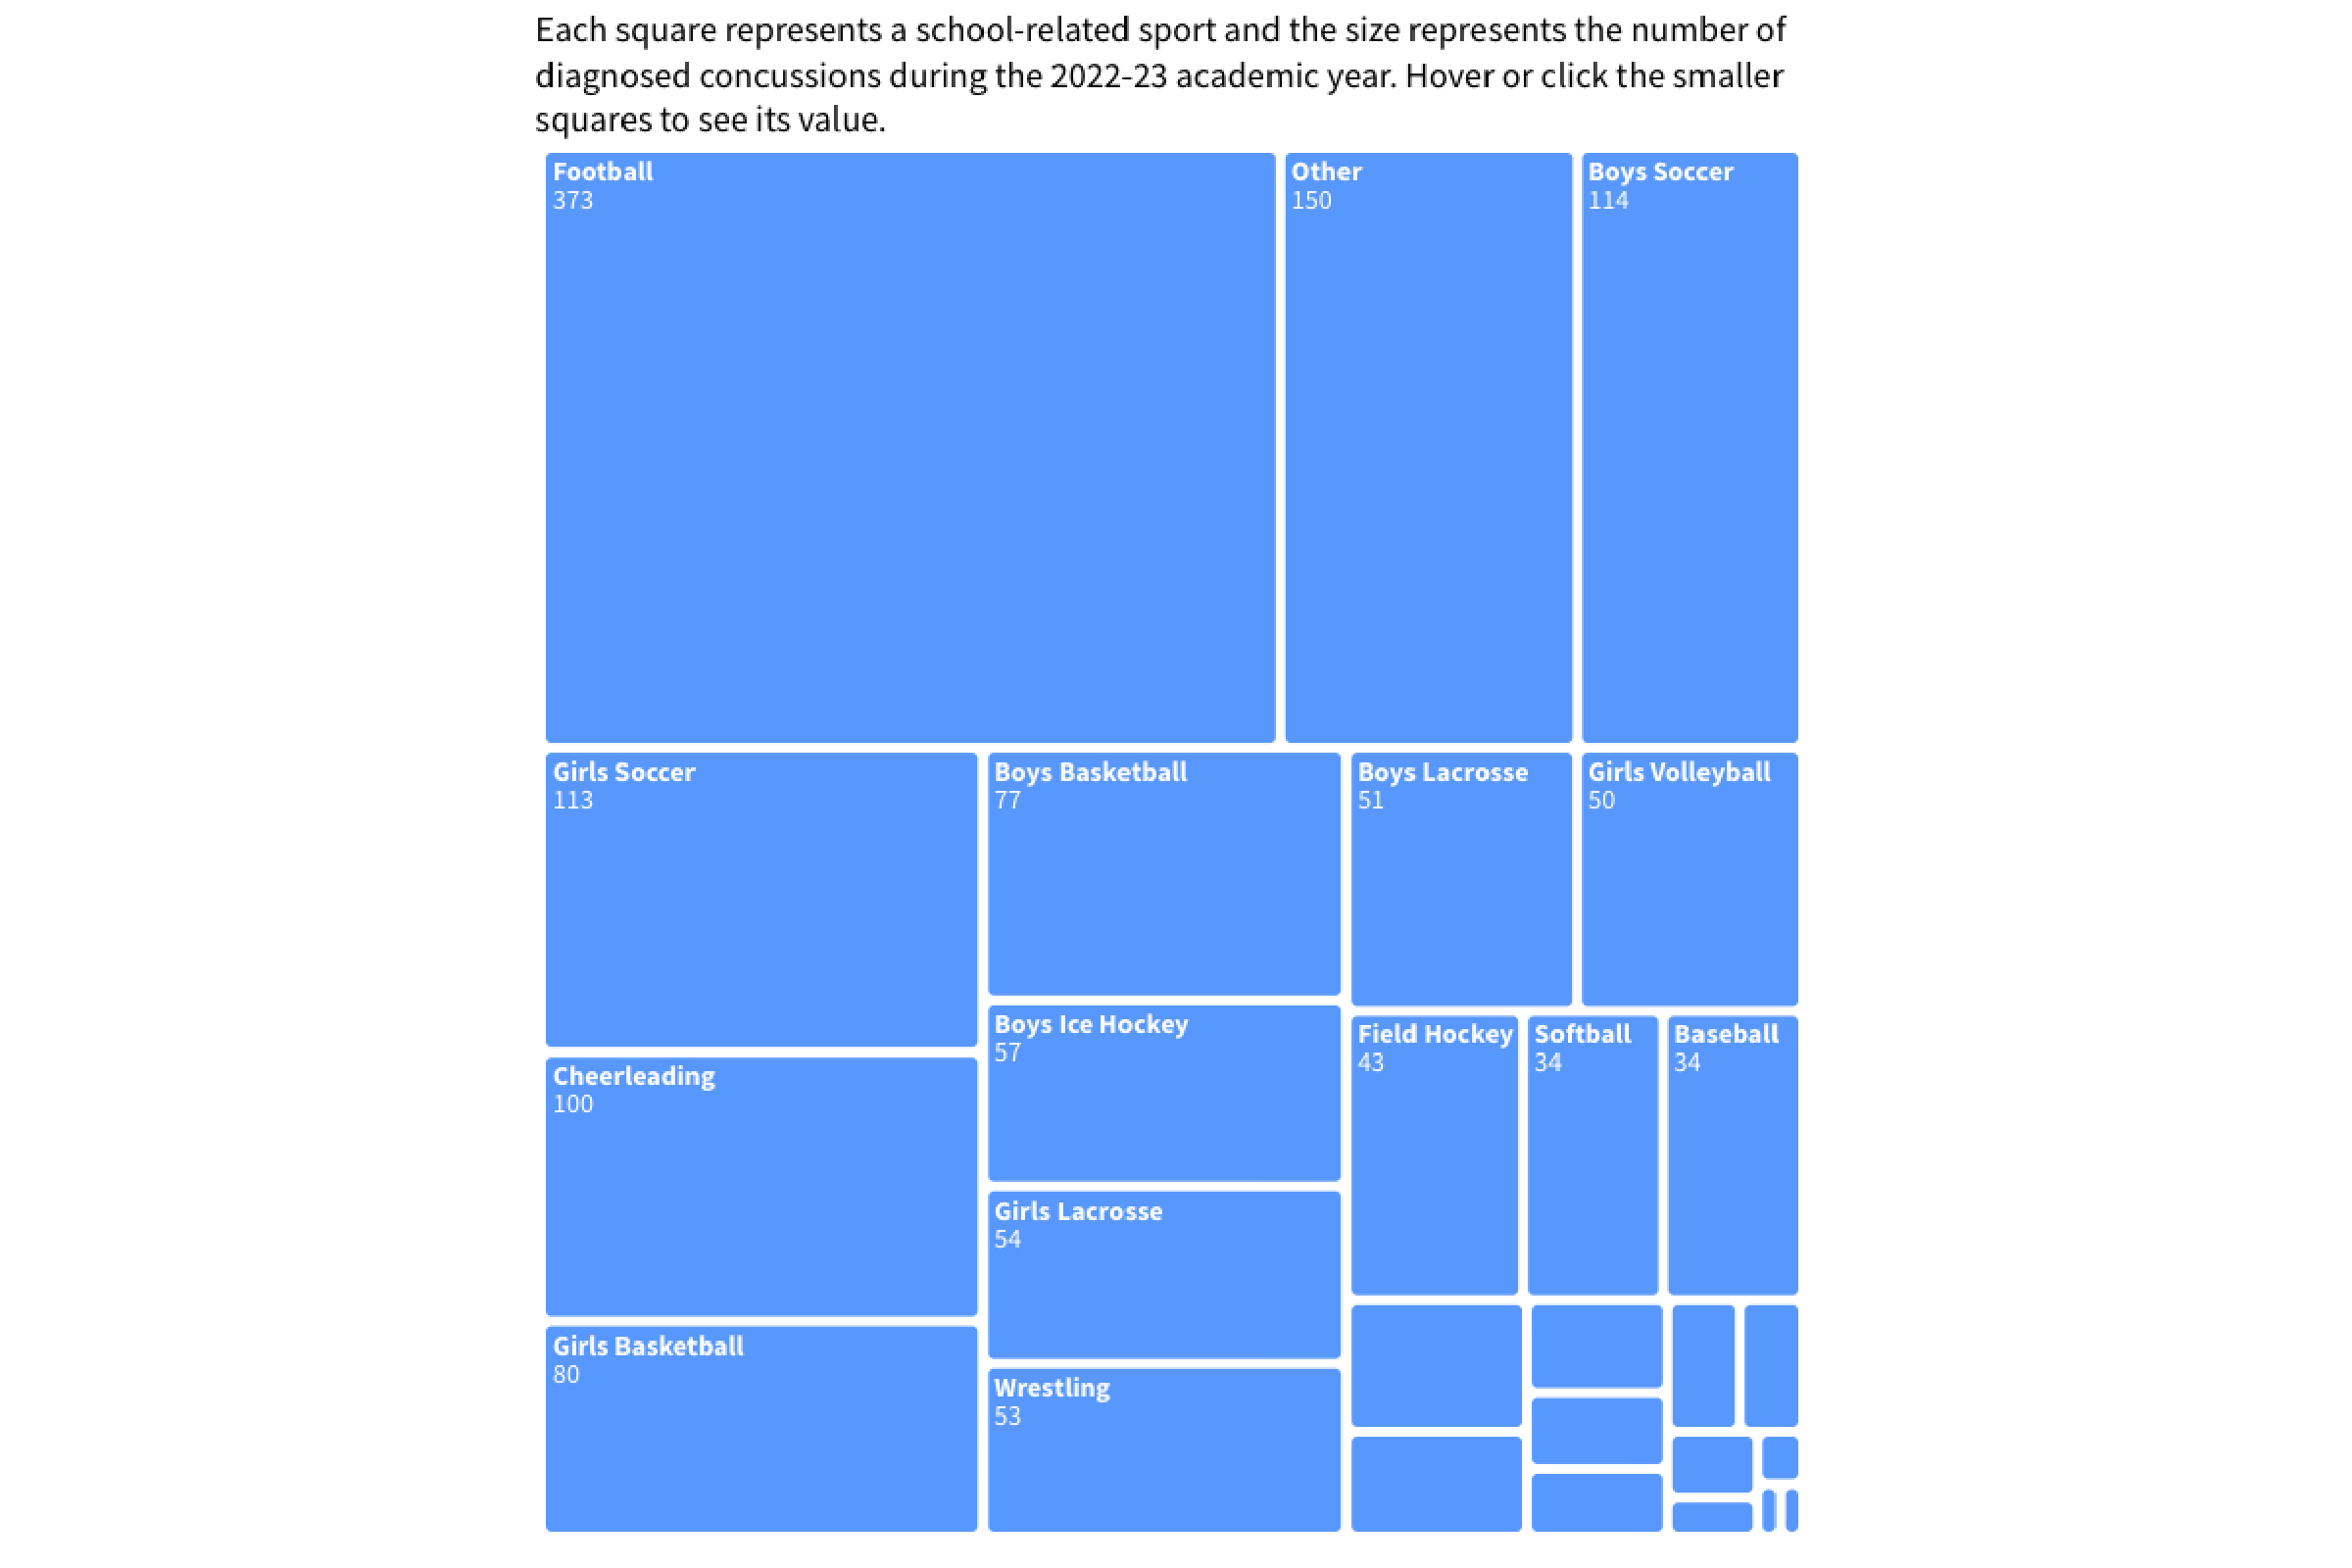 Each square represents a school-related sport and the size represents the number of
diagnosed concussions during the 2022-23 academic year. Hover or click the smaller
squares to see its value.
Football
373
Other
150
Boys Soccer
114
Girls Soccer
113
Boys Basketball
77
Boys Lacrosse
51
Girls Volleyball
50
Boys Ice Hockey
57
Field Hockey
43
Softball
34
Baseball
34
Cheerleading
100
Girls Lacrosse
54
Girls Basketball
80
Wrestling
53